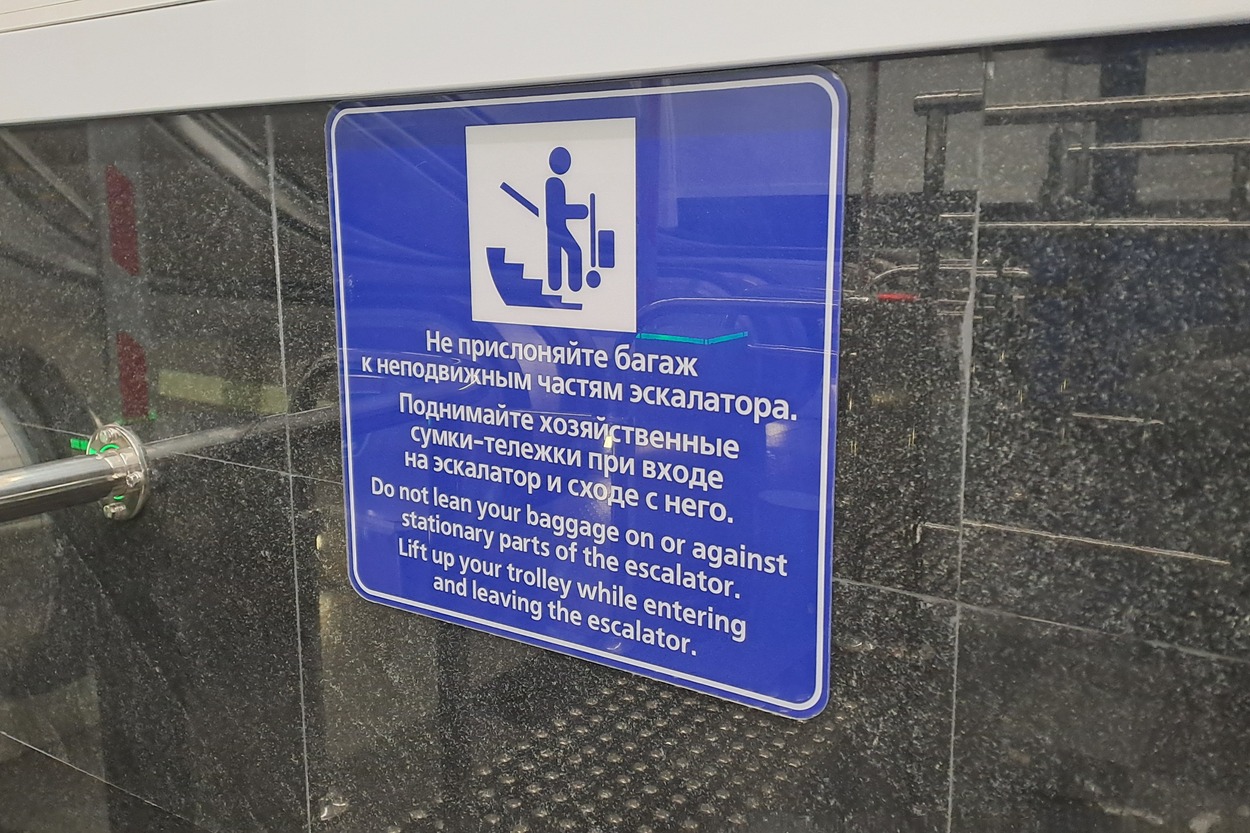 Не прислоняйте багаж
к неподвижным частям эскалатора.
Поднимайте хозяйственные
сумки-тележки при входе
на эскалатор и сходе с него.
Do not lean your baggage on or against
stationary parts of the escalator.
Lift up your trolley while entering
and leaving the escalator.